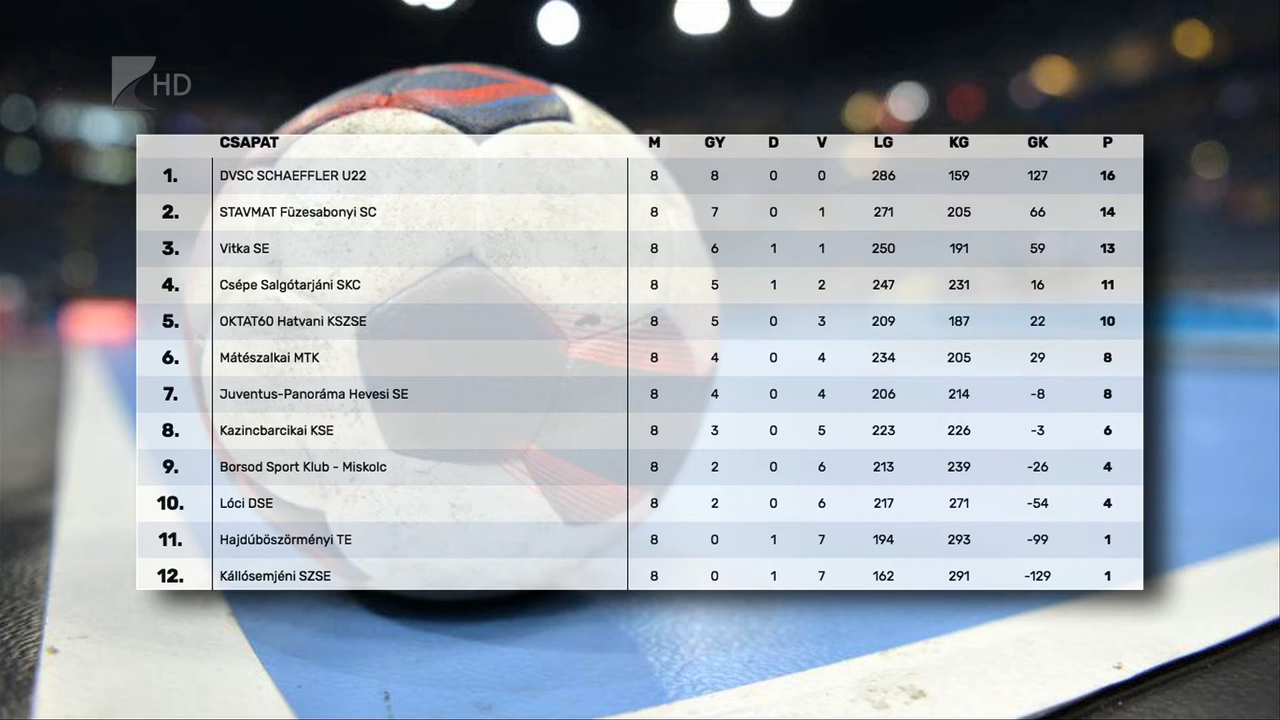 HD
CSAPAT M GY D V LG KG GK P
1. DVSC SCHAEFFLER U22 8 8 0 0 286 159 127 16
2. STAVMAT Füzesabonyi SC 8 7 0 1 271 205 66 14
3. Vitka SE 8 6 1 1 250 191 59 13
4. Csépe Salgótarjáni SKC 8 5 1 2 247 231 16 11
5. OKTAT60 Hatvani KSZSE 8 5 0 3 209 187 22 10
6. Mátészalkai MTK 8 4 0 4 234 205 29 8
7. Juventus-Panoráma Hevesi SE 8 4 0 4 206 214 -8 8
8. Kazincbarcikai KSE 8 3 0 5 223 226 -3 6
9. Borsod Sport Klub - Miskolc 8 2 0 6 213 239 -26 4
10. Lóci DSE 8 2 0 6 217 271 -54 4
11. Hajdúböszörményi TE 8 0 1 7 194 293 -99 1
12. Kállósemjéni SZSE 8 0 1 7 162 291 -129 1